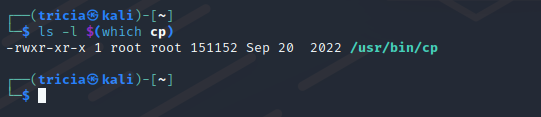 ┌──(tricia㉿kali)-[~]
└─$ ls -l $(which cp)
-rwxr-xr-x 1 root root 151152 Sep 20  2022 /usr/bin/cp
┌──(tricia㉿kali)-[~]
└─$